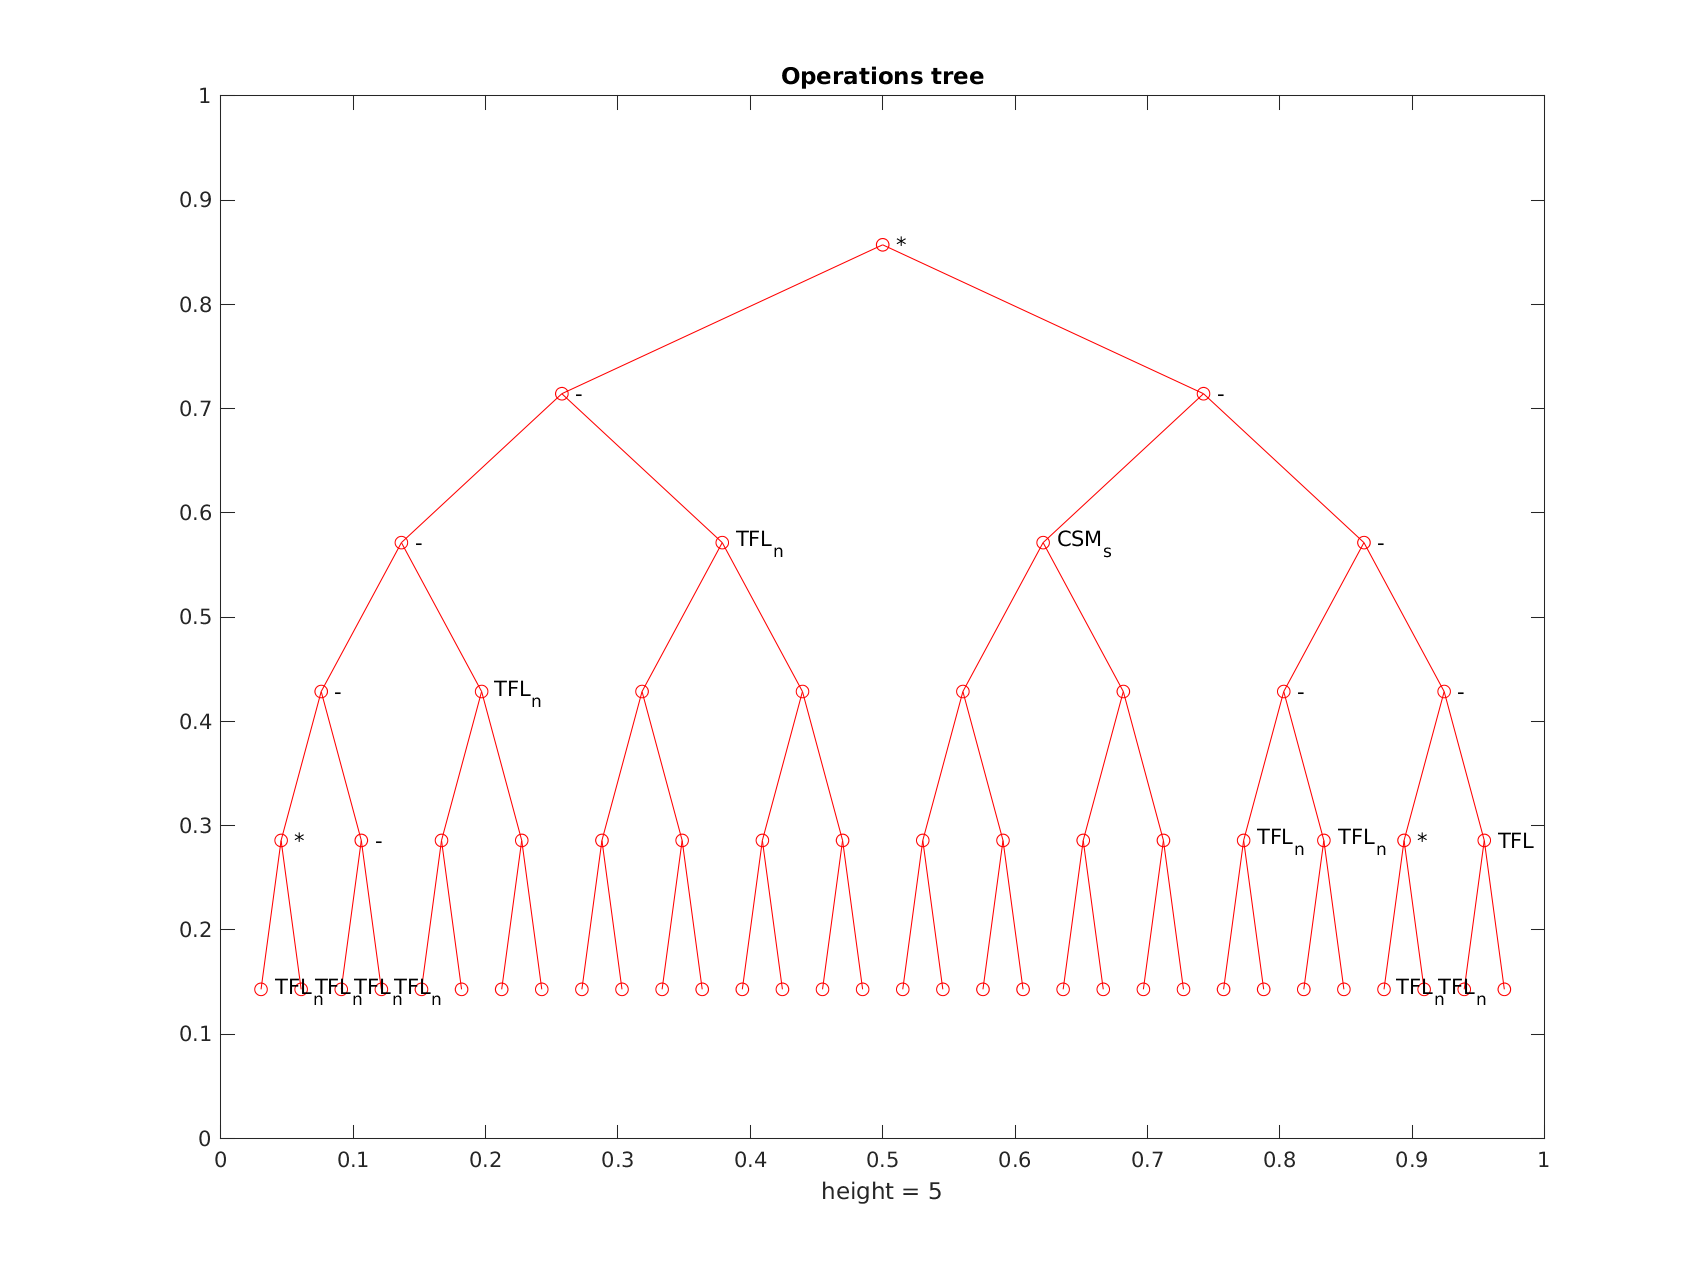 Operations tree
1
0.9
*
0.8
- -
0.7
0.6
- TFLn CSMs -
0.5
- TFLn - -
0.4
0.3
* - TFLn TFLn * TFL
0.2
TFLn TFLn TFLn TFLn TFLn TFLn
0.1
0
0 0.1 0.2 0.3 0.4 0.5 0.6 0.7 0.8 0.9 1
height = 5